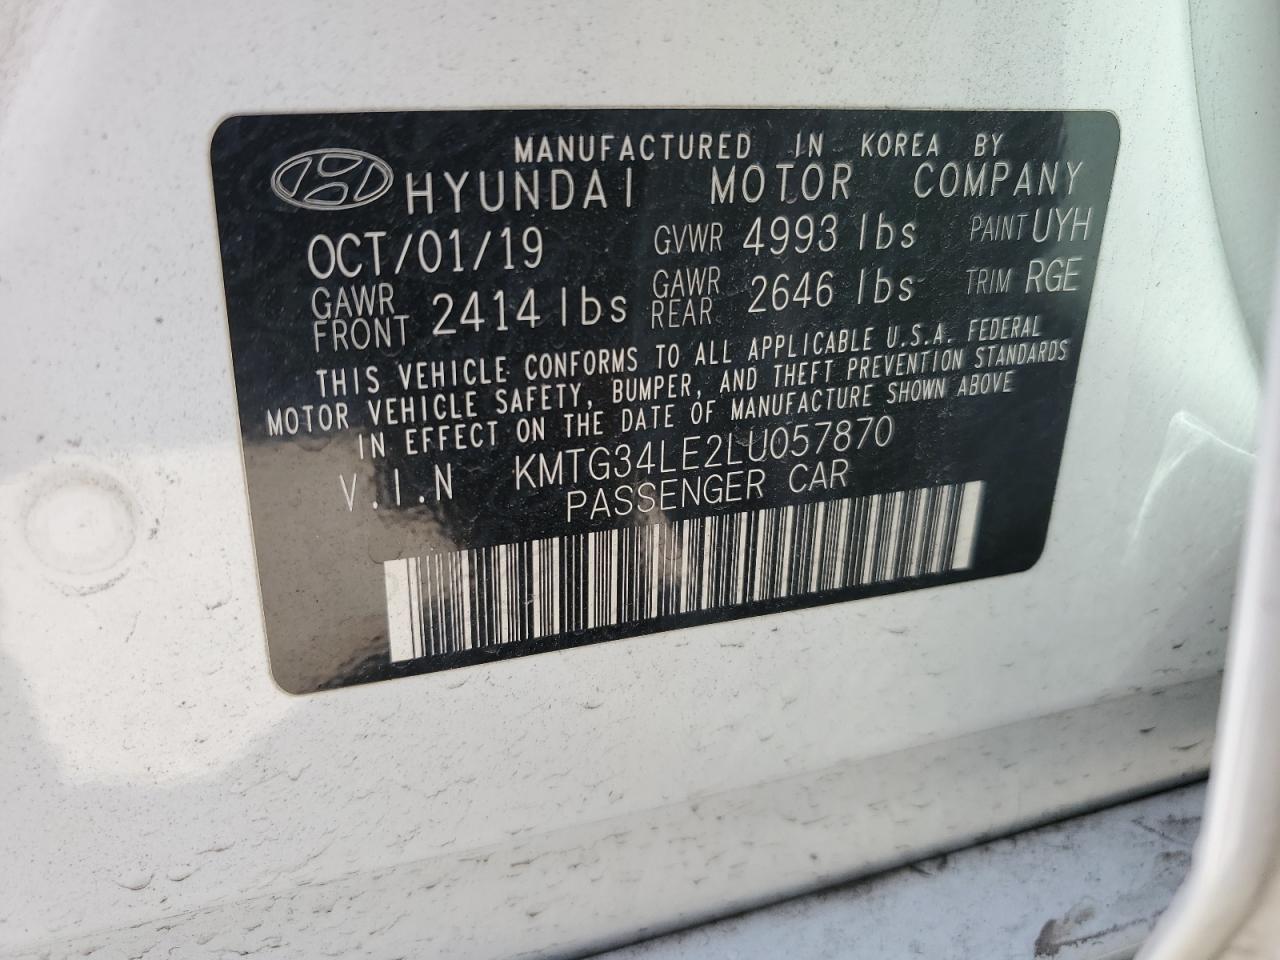 MANUFACTURED IN KOREA BY
HYUNDAI MOTOR COMPANY
OCT/01/19 GVWR 4993 lbs PAINT UYH
GAWR FRONT 2414 lbs GAWR REAR 2646 lbs TRIM RGE
THIS VEHICLE CONFORMS TO ALL APPLICABLE U.S.A. FEDERAL
MOTOR VEHICLE SAFETY, BUMPER, AND THEFT PREVENTION STANDARDS
IN EFFECT ON THE DATE OF MANUFACTURE SHOWN ABOVE
V.I.N KMTG34LE2LU057870
PASSENGER CAR